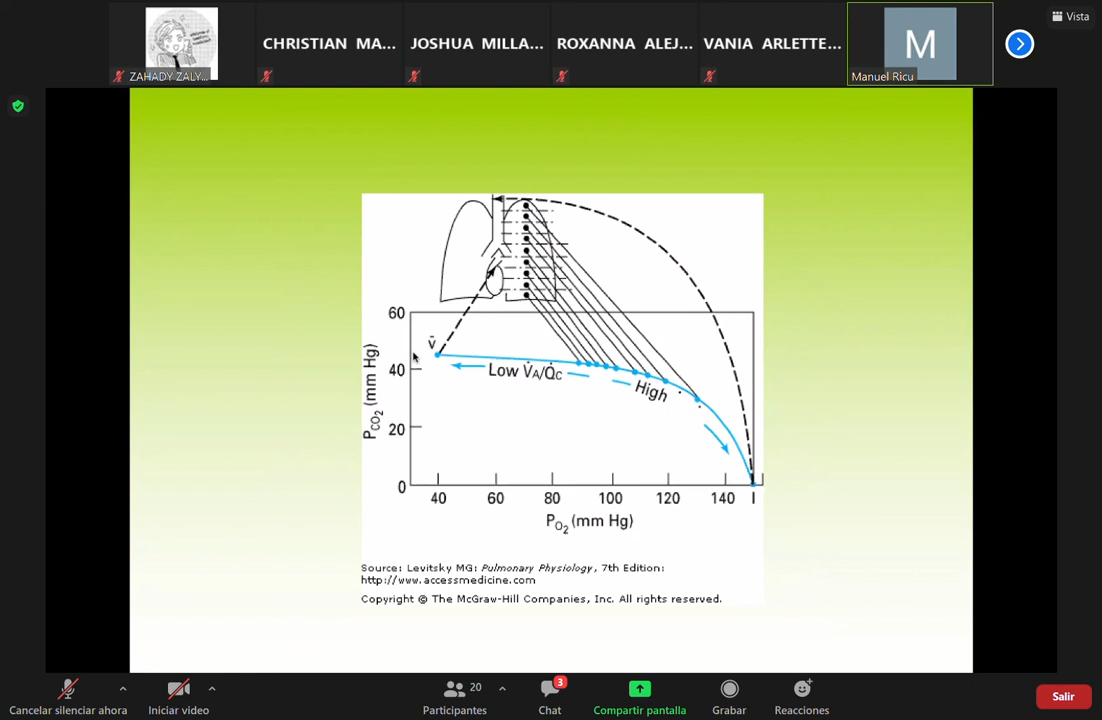 Vista
CHRISTIAN MA...
JOSHUA MILLA...
ROXANNA ALEJ...
VANIA ARLETTE...
M
ZAHADY ZALY...
Manuel Ricu
60
40
20
0
P_CO2 (mm Hg)
v̄
Low V̇A/Q̇C
High
40
60
80
100
120
140
I
P_O2 (mm Hg)
Source: Levitsky MG: Pulmonary Physiology, 7th Edition:
http://www.accessmedicine.com
Copyright © The McGraw-Hill Companies, Inc. All rights reserved.
20
3
Cancelar silenciar ahora
Iniciar video
Participantes
Chat
Compartir pantalla
Grabar
Reacciones
Salir